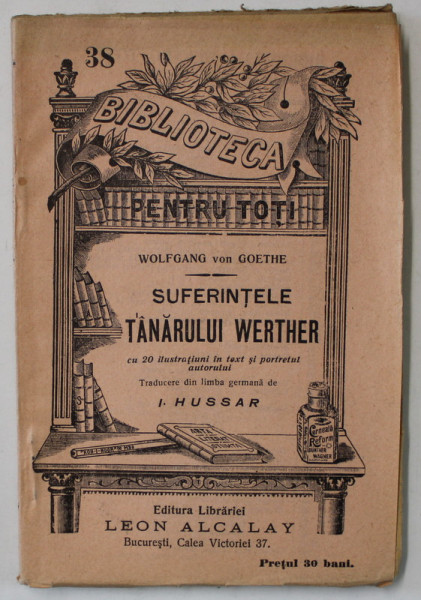 38
BIBLIOTECA
PENTRU TOȚI
WOLFGANG von GOETHE
SUFERINȚELE
TÂNĂRULUI WERTHER
cu 20 ilustrațiuni în text și portretul
autorului
Traducere din limba germană de
I. HUSSAR
Editura Librăriei
LEON ALCALAY
București, Calea Victoriei 37.
Prețul 30 bani.